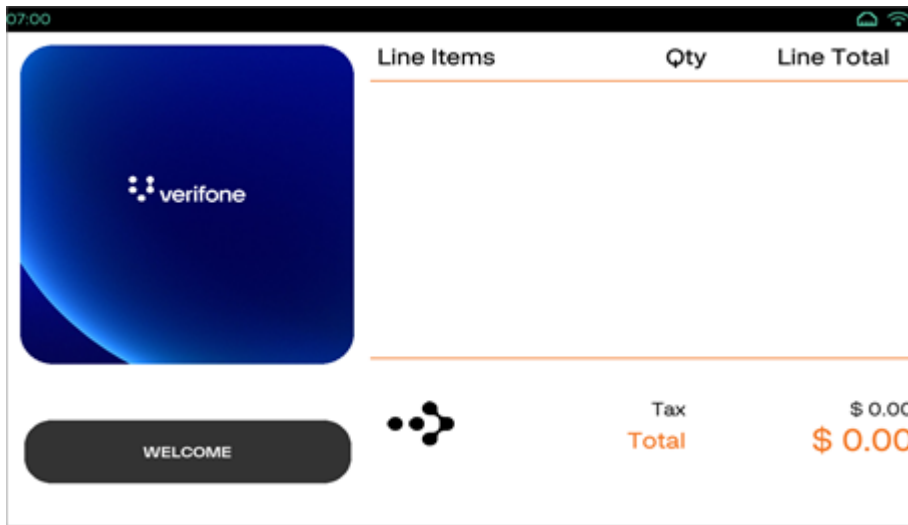 07:00
Line Items Qty Line Total
verifone
Tax $ 0.00
Total $ 0.00
WELCOME